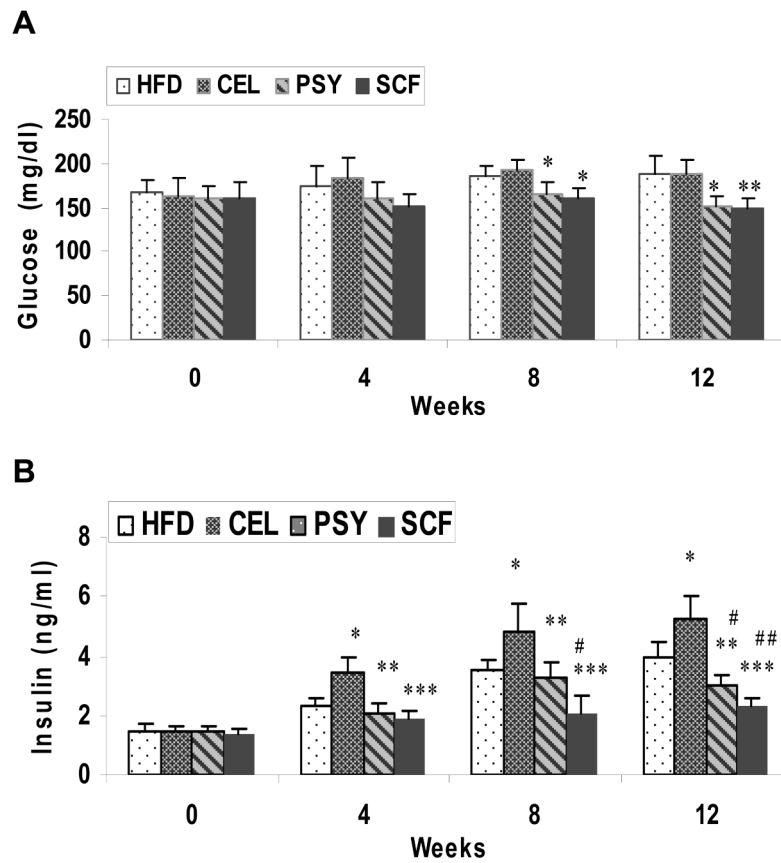 A
HFD CEL PSY SCF
250
200
150
100
50
0
Glucose (mg/dl)
* *
* **
0 4 8 12
Weeks
B
HFD CEL PSY SCF
8
6
4
2
0
Insulin (ng/ml)
* ** ***
* ** # ***
* # ** ## ***
0 4 8 12
Weeks